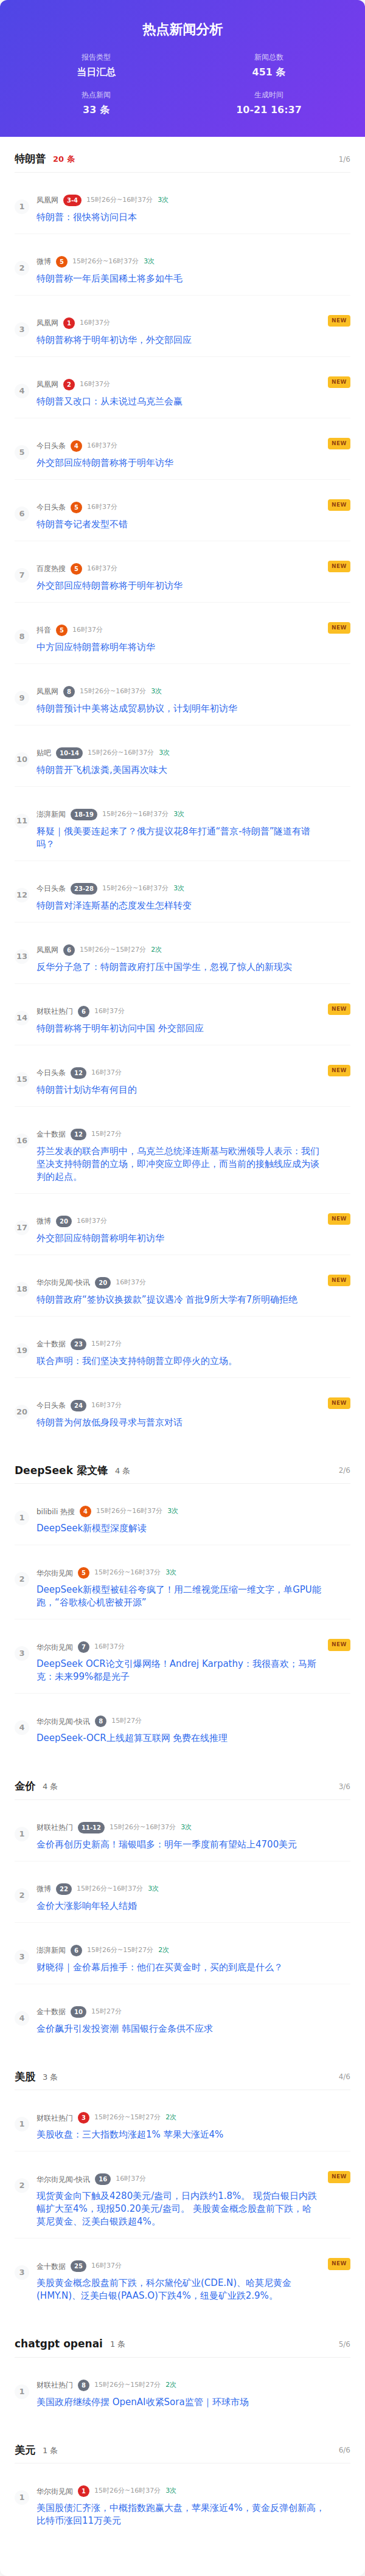 热点新闻分析
报告类型
新闻总数
当日汇总
451 条
热点新闻
生成时间
33 条
10-21 16:37
特朗普 20 条 1/6
1
凤凰网 3-4 15时26分~16时37分 3次
特朗普：很快将访问日本
2
微博 5 15时26分~16时37分 3次
特朗普称一年后美国稀土将多如牛毛
3
凤凰网 1 16时37分 NEW
特朗普称将于明年初访华，外交部回应
4
凤凰网 2 16时37分 NEW
特朗普又改口：从未说过乌克兰会赢
5
今日头条 4 16时37分 NEW
外交部回应特朗普称将于明年访华
6
今日头条 5 16时37分 NEW
特朗普夸记者发型不错
7
百度热搜 5 16时37分 NEW
外交部回应特朗普称将于明年初访华
8
抖音 5 16时37分 NEW
中方回应特朗普称明年将访华
9
凤凰网 8 15时26分~16时37分 3次
特朗普预计中美将达成贸易协议，计划明年初访华
10
贴吧 10-14 15时26分~16时37分 3次
特朗普开飞机泼粪,美国再次味大
11
澎湃新闻 18-19 15时26分~16时37分 3次
释疑｜俄美要连起来了？俄方提议花8年打通“普京-特朗普”隧道有谱
吗？
12
今日头条 23-28 15时26分~16时37分 3次
特朗普对泽连斯基的态度发生怎样转变
13
凤凰网 6 15时26分~15时27分 2次
反华分子急了：特朗普政府打压中国学生，忽视了惊人的新现实
14
财联社热门 6 16时37分 NEW
特朗普称将于明年初访问中国 外交部回应
15
今日头条 12 16时37分 NEW
特朗普计划访华有何目的
16
金十数据 12 15时27分
芬兰发表的联合声明中，乌克兰总统泽连斯基与欧洲领导人表示：我们
坚决支持特朗普的立场，即冲突应立即停止，而当前的接触线应成为谈
判的起点。
17
微博 20 16时37分 NEW
外交部回应特朗普称明年初访华
18
华尔街见闻-快讯 20 16时37分 NEW
特朗普政府“签协议换拨款”提议遇冷 首批9所大学有7所明确拒绝
19
金十数据 23 15时27分
联合声明：我们坚决支持特朗普立即停火的立场。
20
今日头条 24 16时37分 NEW
特朗普为何放低身段寻求与普京对话
DeepSeek 梁文锋 4 条 2/6
1
bilibili 热搜 4 15时26分~16时37分 3次
DeepSeek新模型深度解读
2
华尔街见闻 5 15时26分~16时37分 3次
DeepSeek新模型被硅谷夸疯了！用二维视觉压缩一维文字，单GPU能
跑，“谷歌核心机密被开源”
3
华尔街见闻 7 16时37分 NEW
DeepSeek OCR论文引爆网络！Andrej Karpathy：我很喜欢；马斯
克：未来99%都是光子
4
华尔街见闻-快讯 8 15时27分
DeepSeek-OCR上线超算互联网 免费在线推理
金价 4 条 3/6
1
财联社热门 11-12 15时26分~16时37分 3次
金价再创历史新高！瑞银唱多：明年一季度前有望站上4700美元
2
微博 22 15时26分~16时37分 3次
金价大涨影响年轻人结婚
3
澎湃新闻 6 15时26分~15时27分 2次
财晓得｜金价幕后推手：他们在买黄金时，买的到底是什么？
4
金十数据 10 15时27分
金价飙升引发投资潮 韩国银行金条供不应求
美股 3 条 4/6
1
财联社热门 3 15时26分~15时27分 2次
美股收盘：三大指数均涨超1% 苹果大涨近4%
2
华尔街见闻-快讯 16 16时37分 NEW
现货黄金向下触及4280美元/盎司，日内跌约1.8%。 现货白银日内跌
幅扩大至4%，现报50.20美元/盎司。 美股黄金概念股盘前下跌，哈
莫尼黄金、泛美白银跌超4%。
3
金十数据 25 16时37分 NEW
美股黄金概念股盘前下跌，科尔黛伦矿业(CDE.N)、哈莫尼黄金
(HMY.N)、泛美白银(PAAS.O)下跌4%，纽曼矿业跌2.9%。
chatgpt openai 1 条 5/6
1
财联社热门 8 15时26分~15时27分 2次
美国政府继续停摆 OpenAI收紧Sora监管｜环球市场
美元 1 条 6/6
1
华尔街见闻 1 15时26分~16时37分 3次
美国股债汇齐涨，中概指数跑赢大盘，苹果涨近4%，黄金反弹创新高，
比特币涨回11万美元